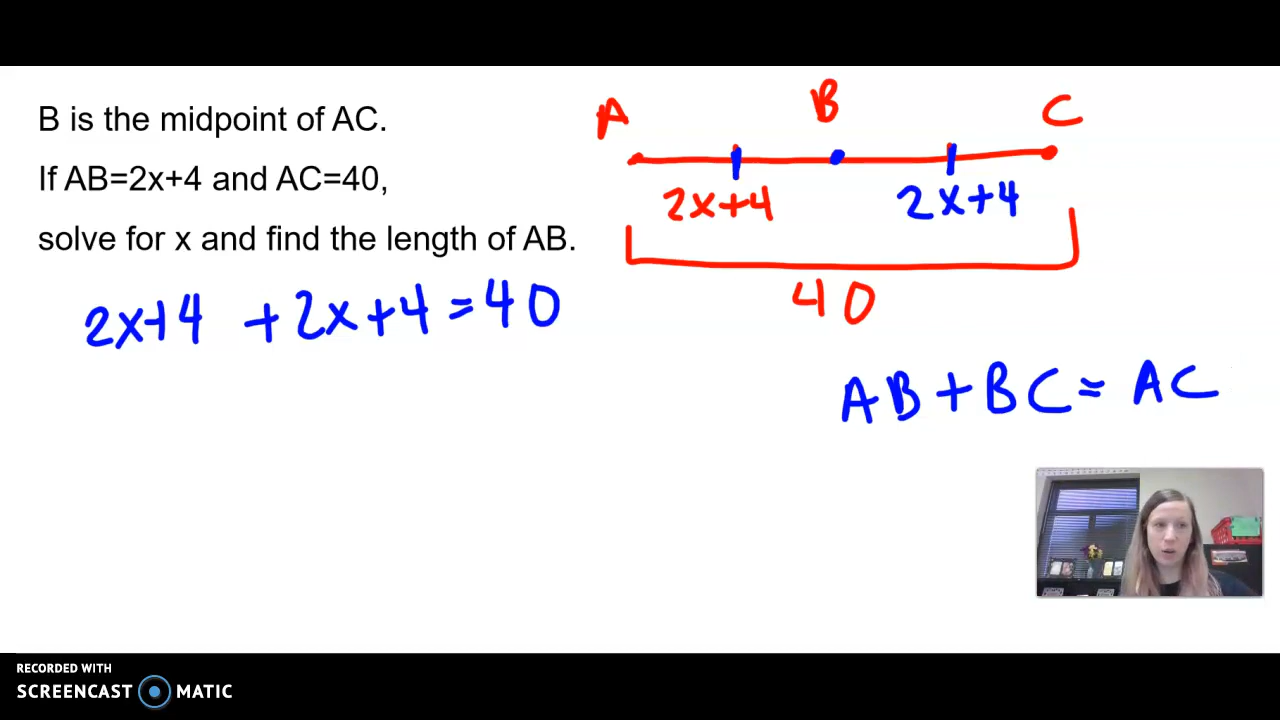 B is the midpoint of AC.
If AB=2x+4 and AC=40,
solve for x and find the length of AB.
2x+4 +2x+4=40
A B C
2x+4 2x+4
40
AB+BC=AC
RECORDED WITH
SCREENCAST MATIC